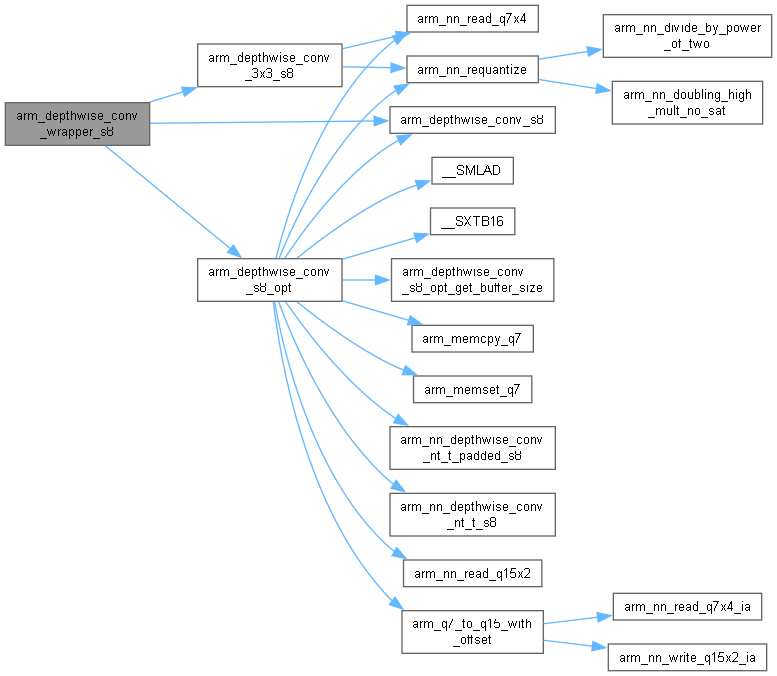 arm_nn_read_q7x4
arm_depthwise_conv
_3x3_s8
arm_nn_requantize
arm_nn_divide_by_power
_of_two
arm_nn_doubling_high
_mult_no_sat
arm_depthwise_conv
_wrapper_s8
arm_depthwise_conv_s8
__SMLAD
__SXTB16
arm_depthwise_conv
_s8_opt
arm_depthwise_conv
_s8_opt_get_buffer_size
arm_memcpy_q7
arm_memset_q7
arm_nn_depthwise_conv
_nt_t_padded_s8
arm_nn_depthwise_conv
_nt_t_s8
arm_nn_read_q15x2
arm_q7_to_q15_with
_offset
arm_nn_read_q7x4_ia
arm_nn_write_q15x2_ia